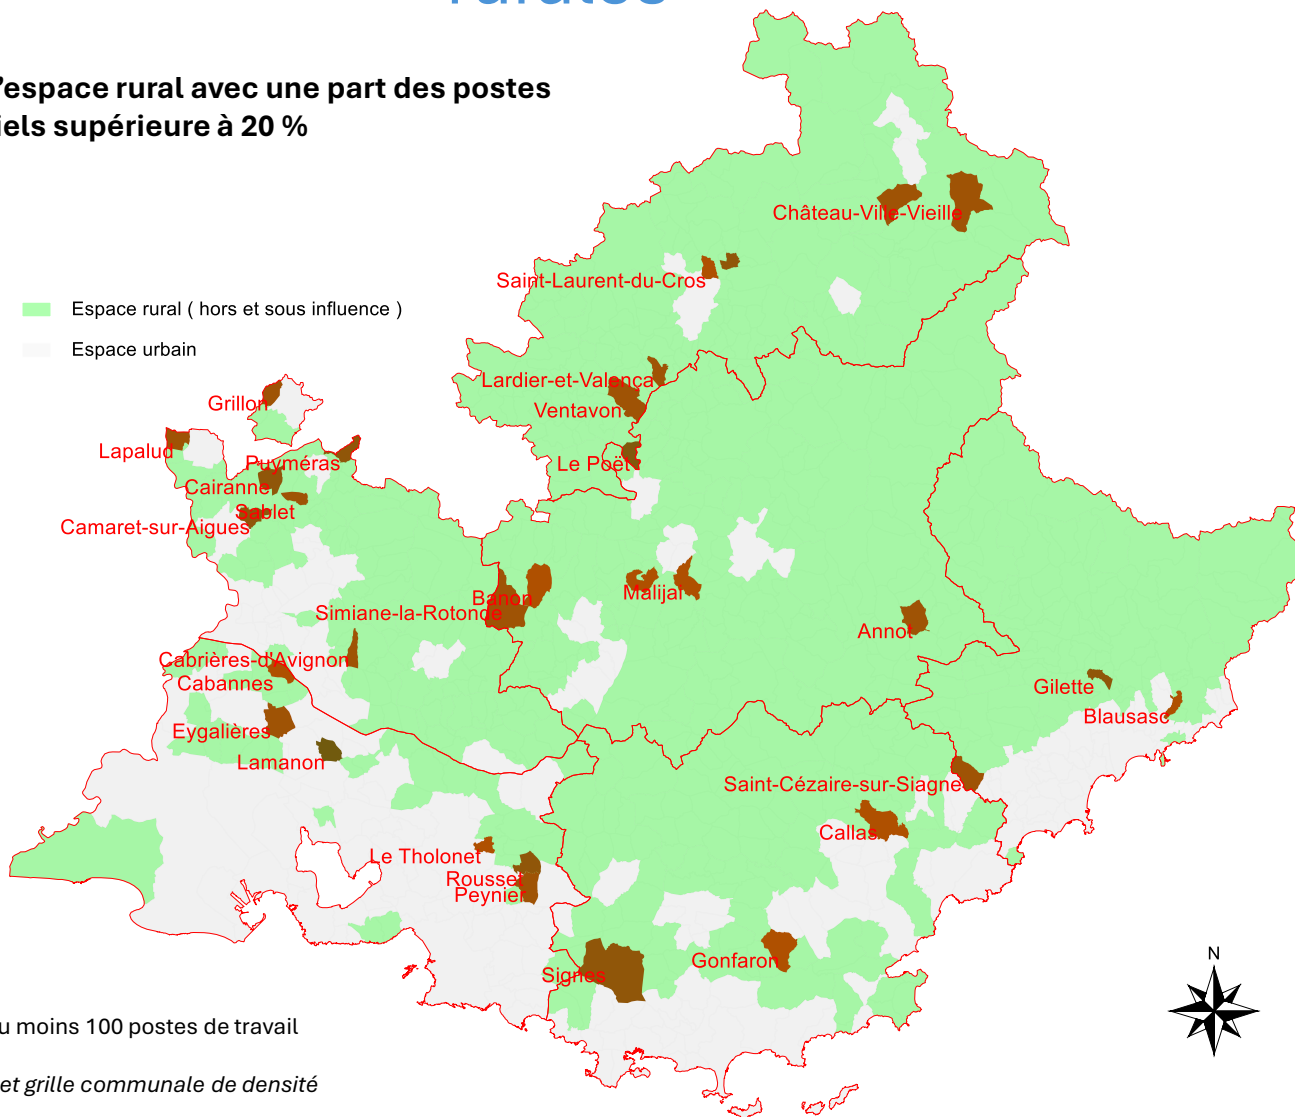 'espace rural avec une part des postes
iels supérieure à 20 %
Château-Ville-Vieille
Saint-Laurent-du-Cros
Espace rural ( hors et sous influence )
Espace urbain
Lardier-et-Valença
Ventavon
Grillon
Lapalud
Puyméras
Le Poët
Cairanne
Sablet
Camaret-sur-Aigues
Malijai
Banon
Simiane-la-Rotonde
Annot
Cabrières-d'Avignon
Cabannes
Gilette
Blausasc
Eygalières
Lamanon
Saint-Cézaire-sur-Siagne
Callas
Le Tholonet
Rousset
Peynier
Gonfaron
Signes
N
u moins 100 postes de travail
et grille communale de densité